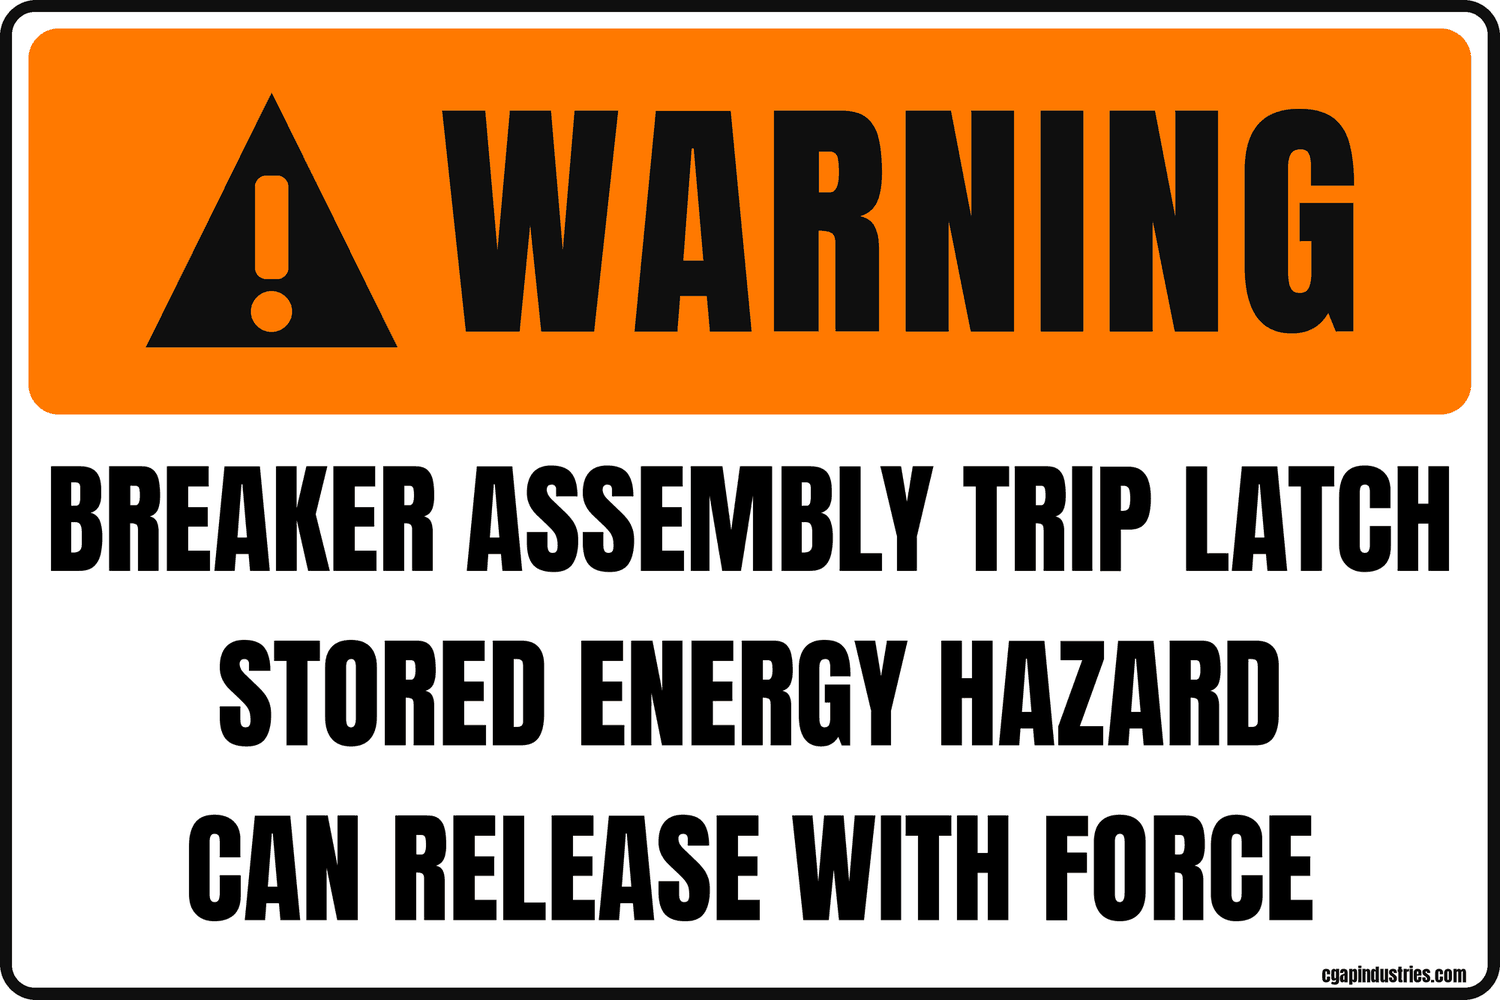 WARNING
BREAKER ASSEMBLY TRIP LATCH
STORED ENERGY HAZARD
CAN RELEASE WITH FORCE
cgapindustries.com